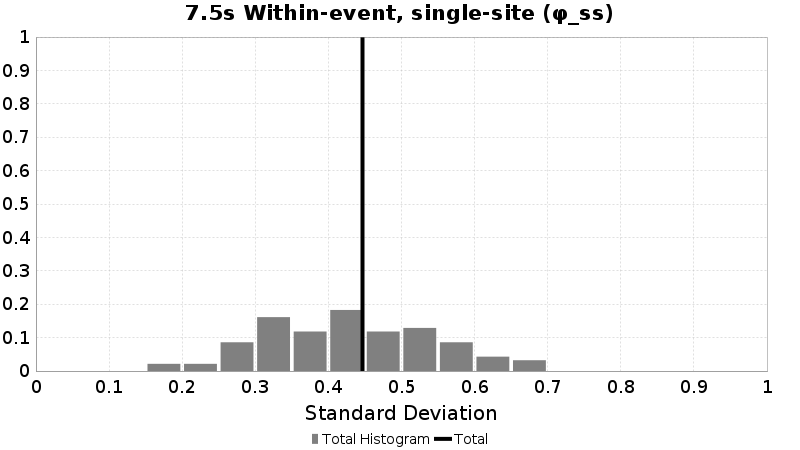 7.5s Within-event, single-site (φ_ss)
1
0.9
0.8
0.7
0.6
0.5
0.4
0.3
0.2
0.1
0
0 0.1 0.2 0.3 0.4 0.5 0.6 0.7 0.8 0.9 1
Standard Deviation
Total Histogram Total